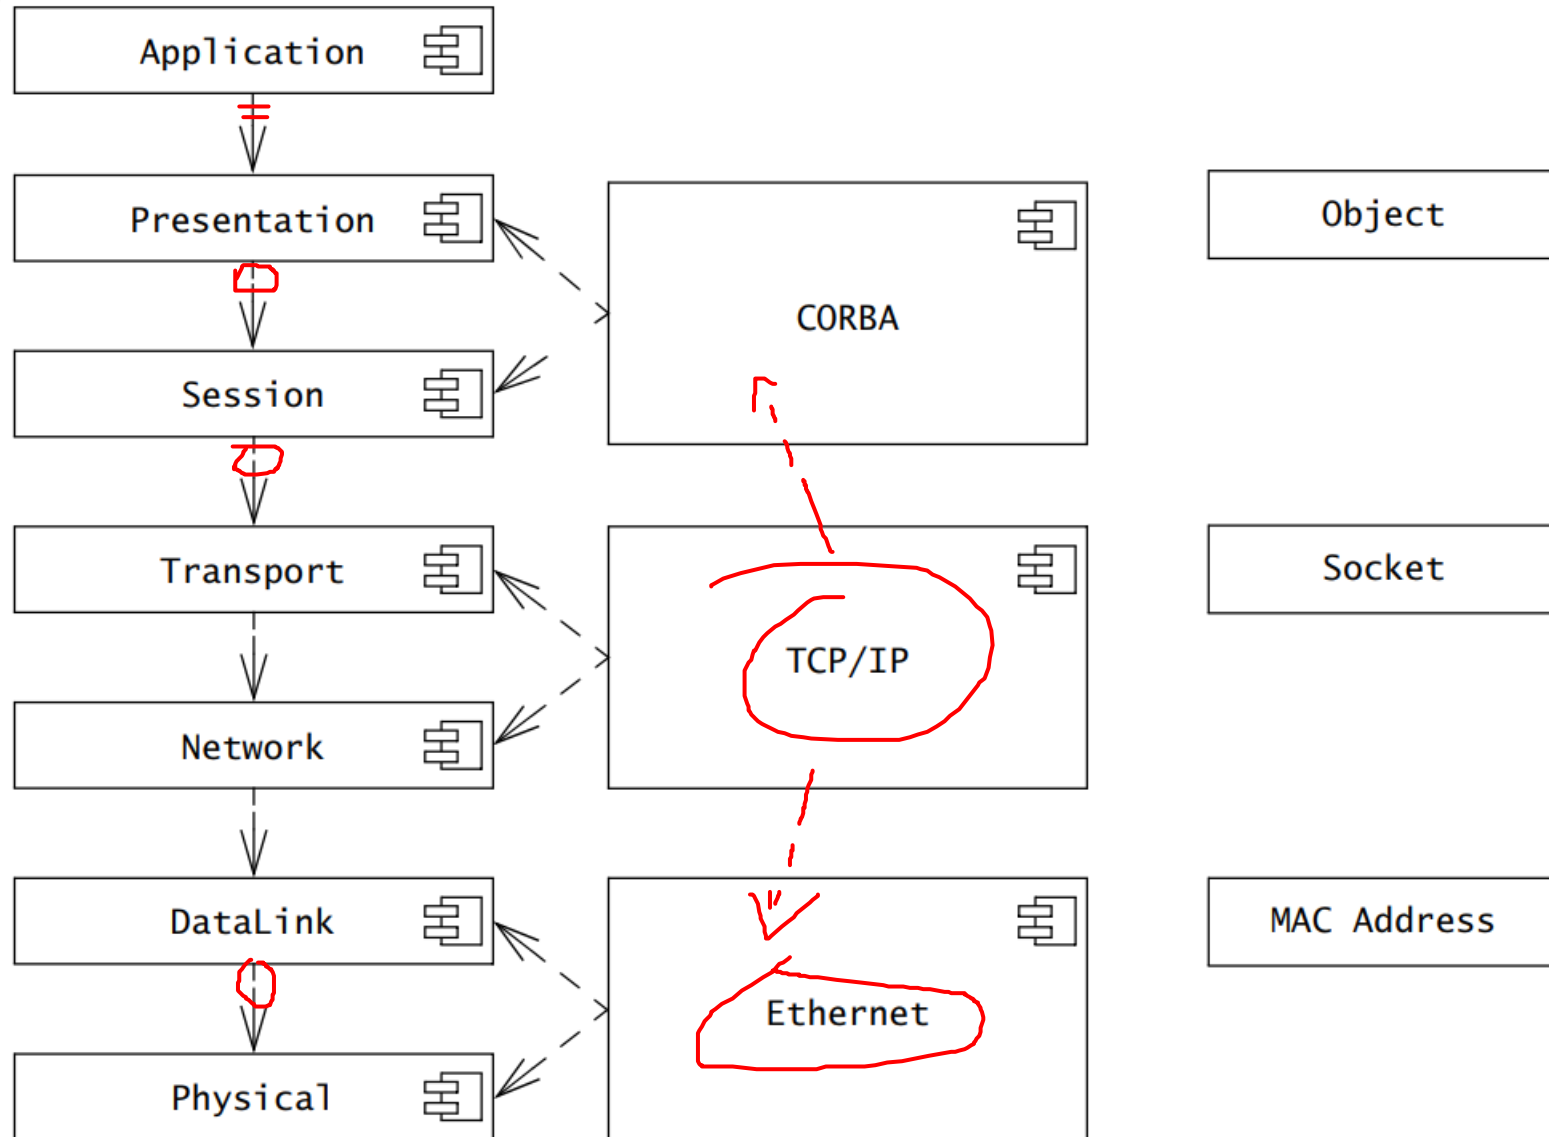 Application
Presentation
Object
CORBA
Session
Transport
Socket
TCP/IP
Network
DataLink
MAC Address
Ethernet
Physical